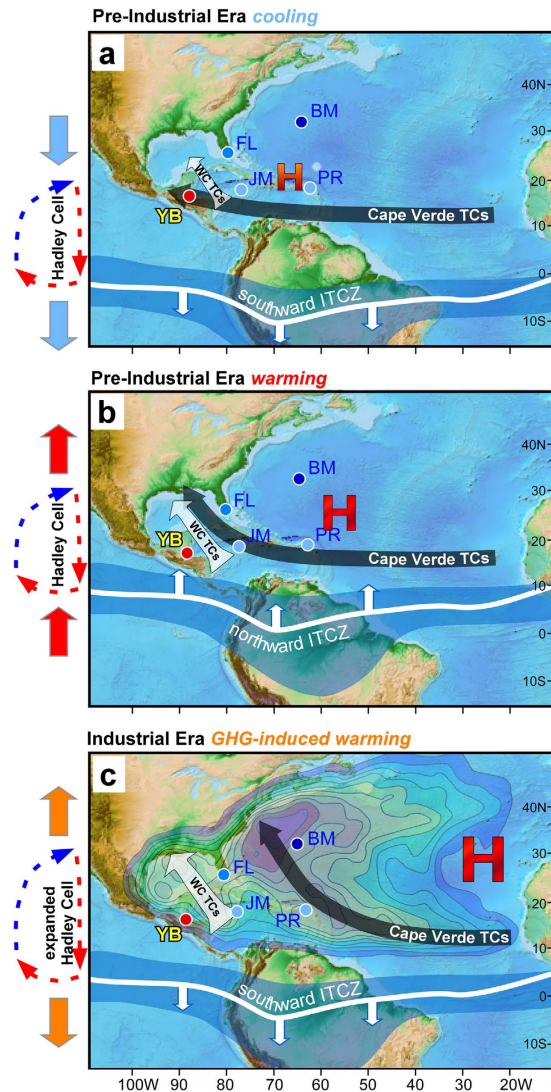 Pre-Industrial Era cooling
a
40N
BM
30
FL
WC TCs
JM
H
PR
20
YB
Cape Verde TCs
10
Hadley Cell
0
southward ITCZ
10S
Pre-Industrial Era warming
b
40N
BM
30
FL
H
WC TCs
JM
PR
20
YB
Cape Verde TCs
10
Hadley Cell
0
northward ITCZ
10S
Industrial Era GHG-induced warming
c
40N
BM
30
H
FL
WC TCs
JM
PR
20
YB
Cape Verde TCs
10
expanded
Hadley Cell
0
southward ITCZ
10S
100W 90 80 70 60 50 40 30 20W